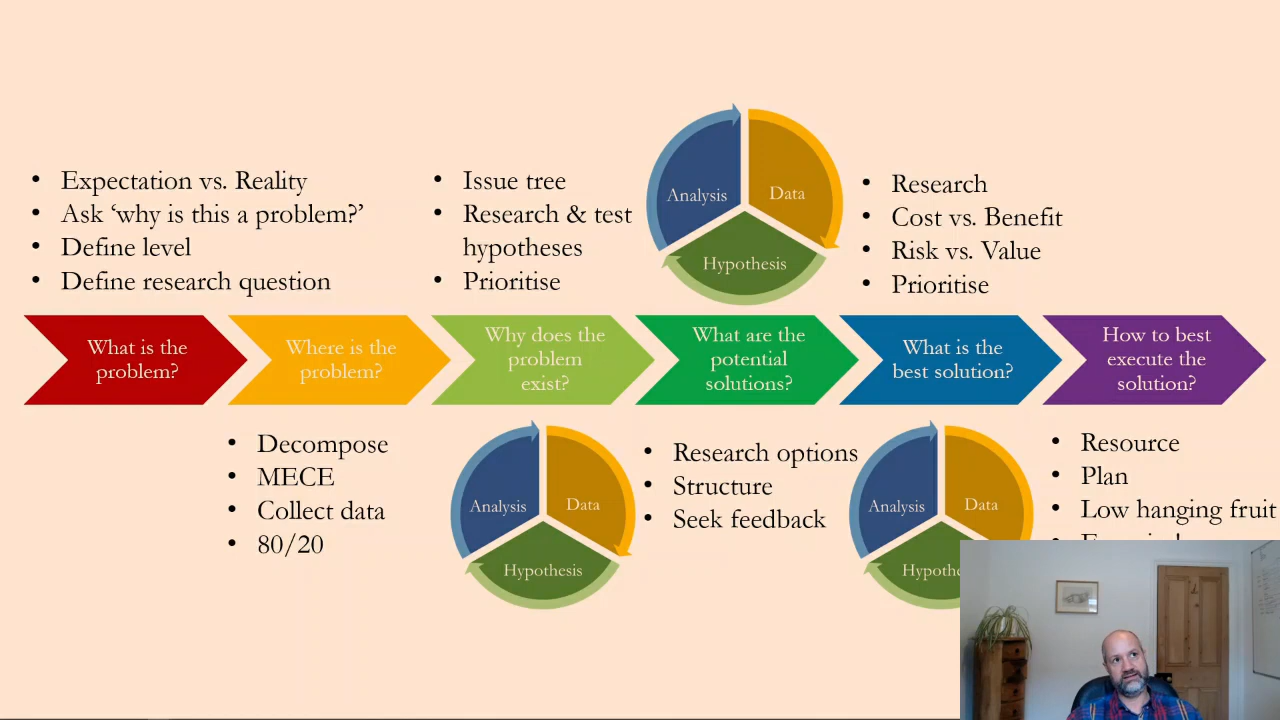 • Expectation vs. Reality
• Ask ‘why is this a problem?’
• Define level
• Define research question
• Issue tree
• Research & test
hypotheses
• Prioritise
Analysis
Data
Hypothesis
• Research
• Cost vs. Benefit
• Risk vs. Value
• Prioritise
What is the
problem?
Where is the
problem?
Why does the
problem
exist?
What are the
potential
solutions?
What is the
best solution?
How to best
execute the
solution?
• Decompose
• MECE
• Collect data
• 80/20
Analysis
Data
Hypothesis
• Research options
• Structure
• Seek feedback
Analysis
Data
• Resource
• Plan
• Low hanging fruit